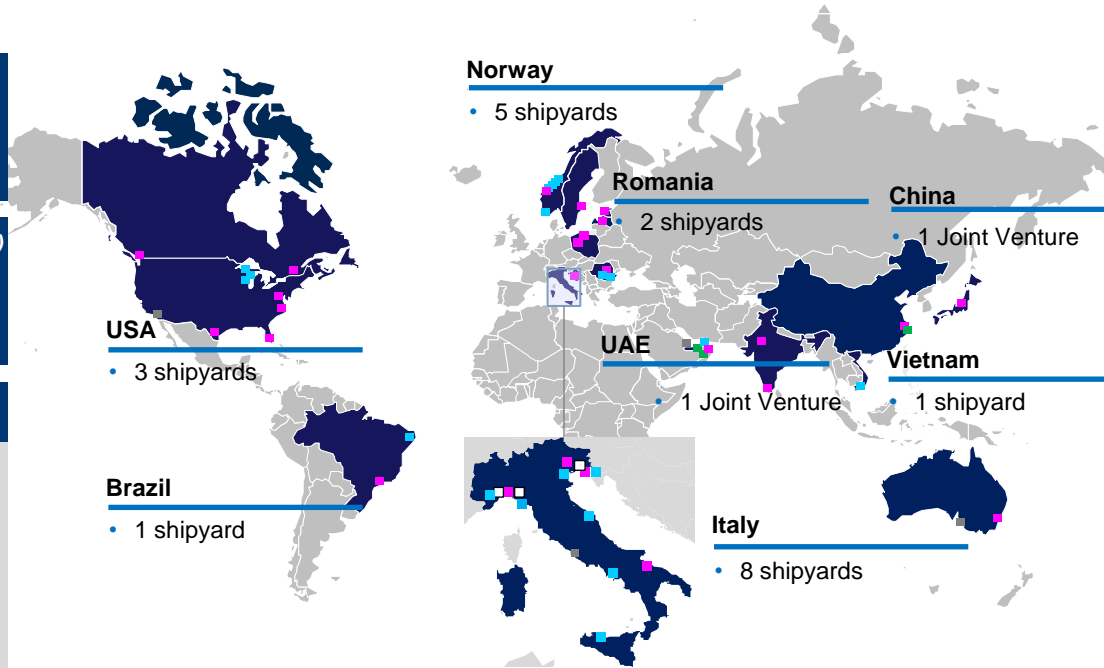 Norway
• 5 shipyards
Romania
• 2 shipyards
China
• 1 Joint Venture
USA
• 3 shipyards
UAE
• 1 Joint Venture
Vietnam
• 1 shipyard
Brazil
• 1 shipyard
Italy
• 8 shipyards
)